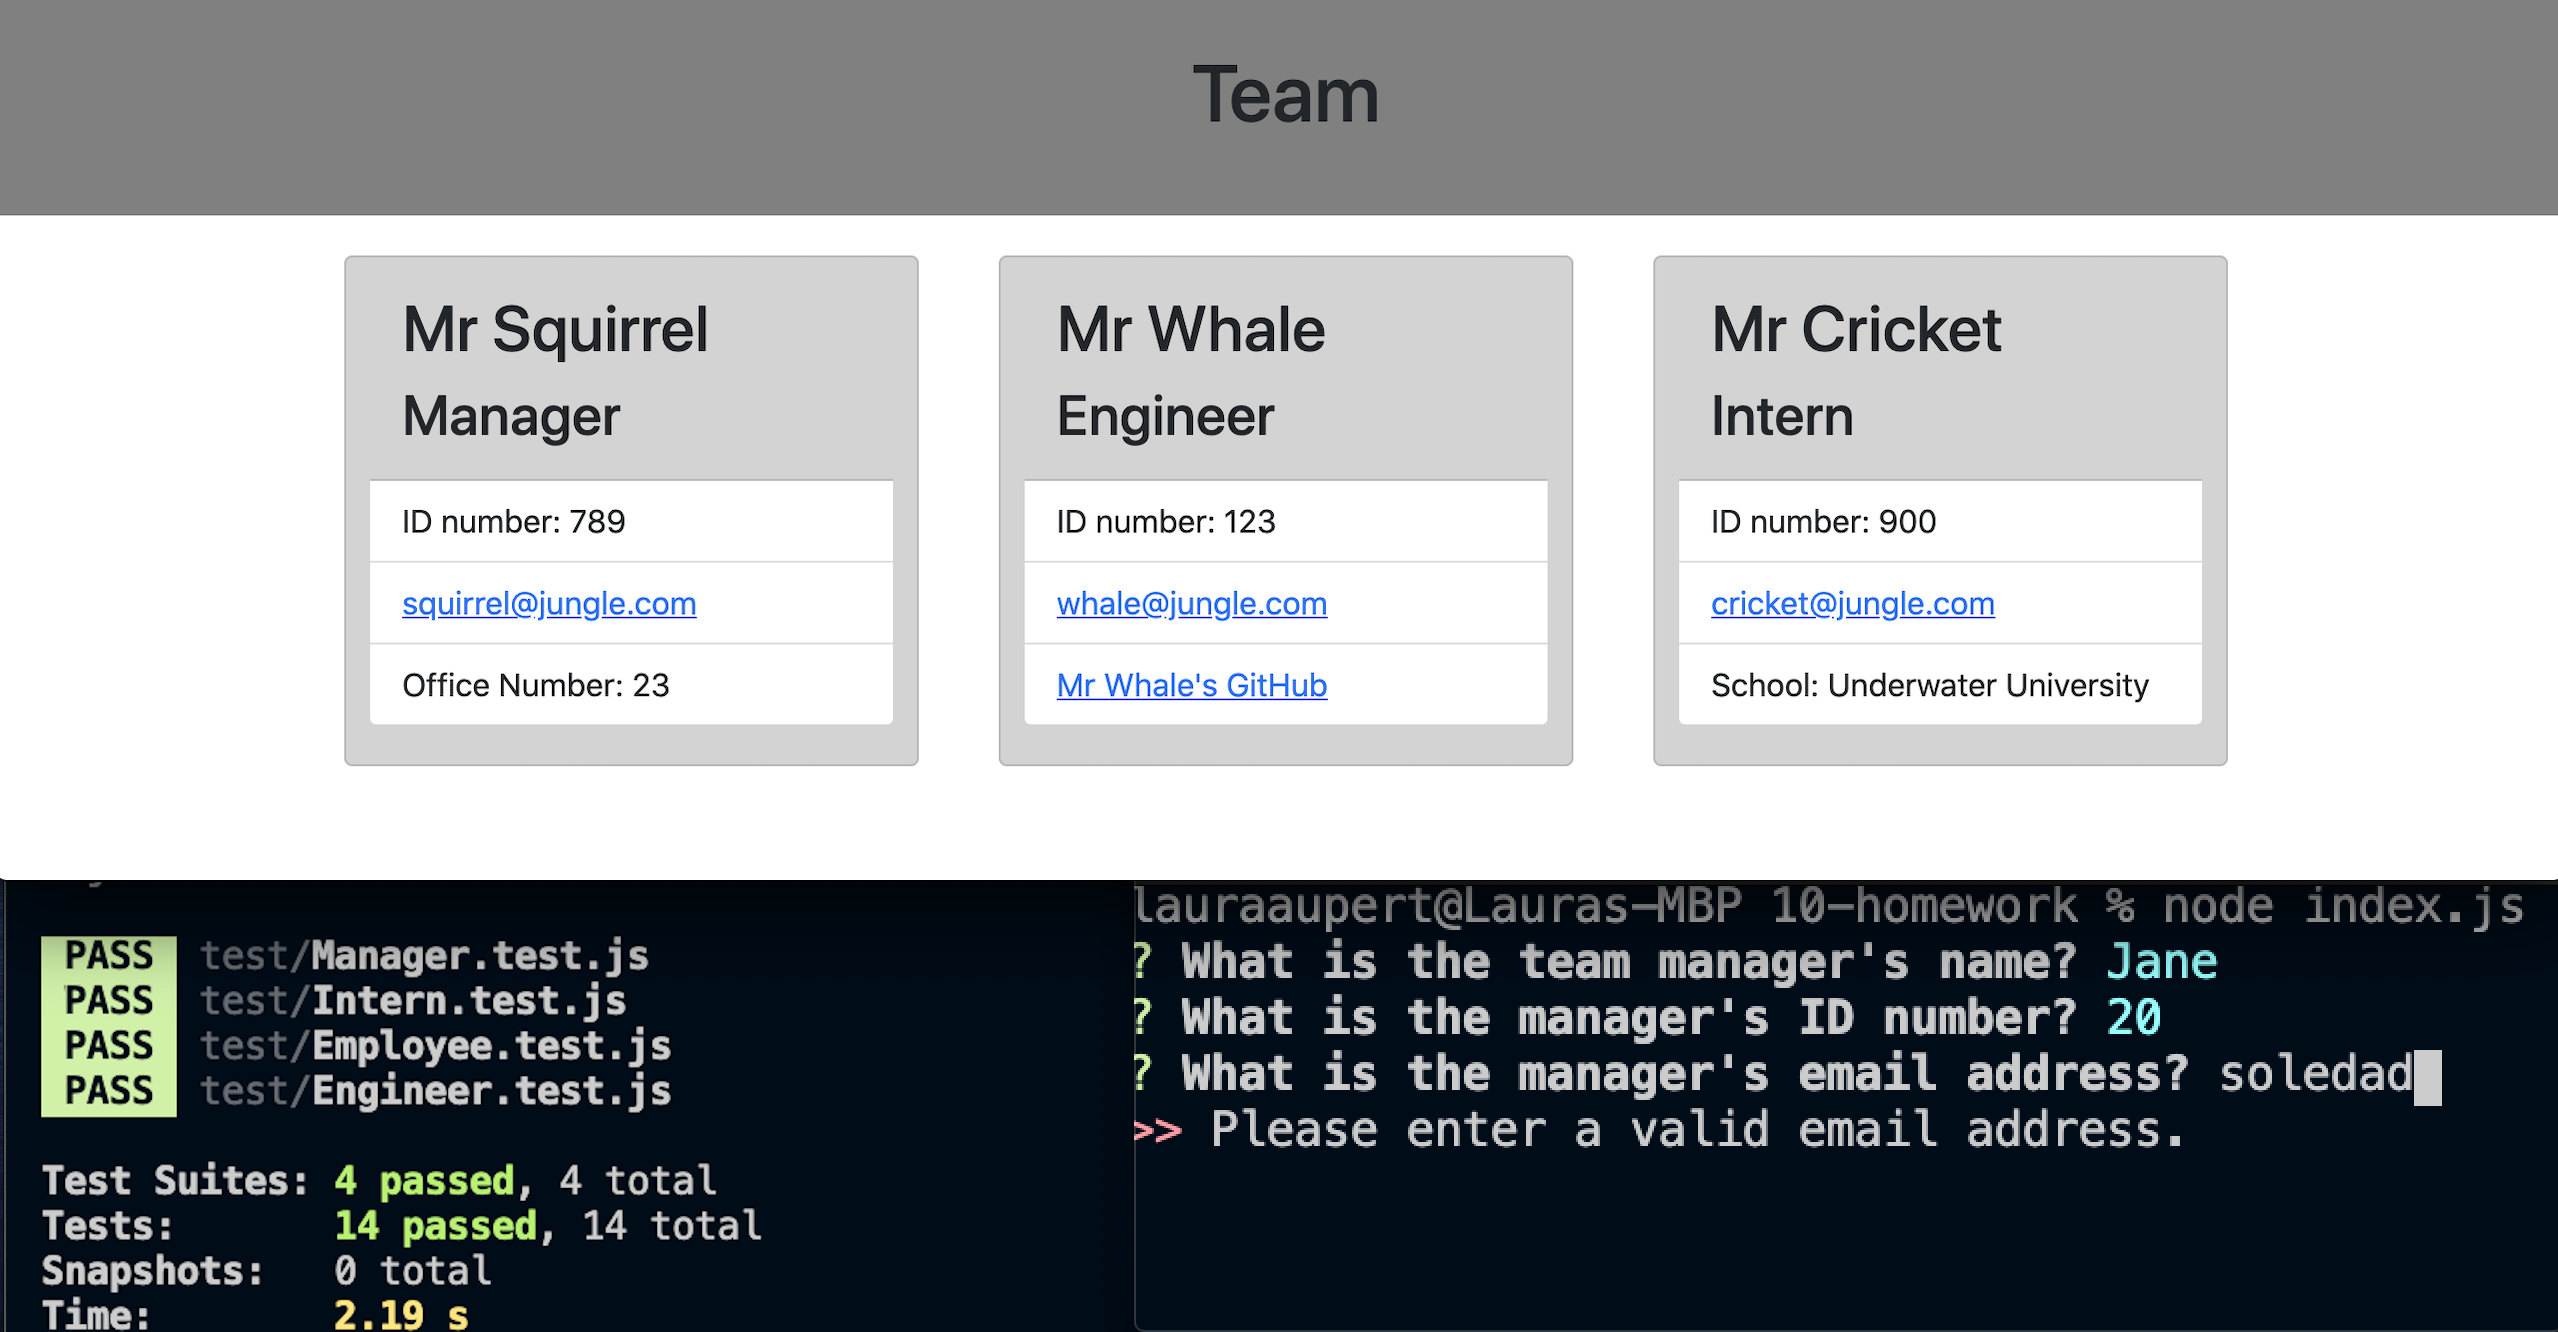 Team
Mr Squirrel
Manager
ID number: 789
squirrel@jungle.com
Office Number: 23
Mr Whale
Engineer
ID number: 123
whale@jungle.com
Mr Whale's GitHub
Mr Cricket
Intern
ID number: 900
cricket@jungle.com
School: Underwater University
PASS test/Manager.test.js
PASS test/Intern.test.js
PASS test/Employee.test.js
PASS test/Engineer.test.js
Test Suites: 4 passed, 4 total
Tests: 14 passed, 14 total
Snapshots: 0 total
Time: 2.19 s
lauraaupert@Lauras-MBP 10-homework % node index.js
? What is the team manager's name? Jane
? What is the manager's ID number? 20
? What is the manager's email address? soledad
>> Please enter a valid email address.